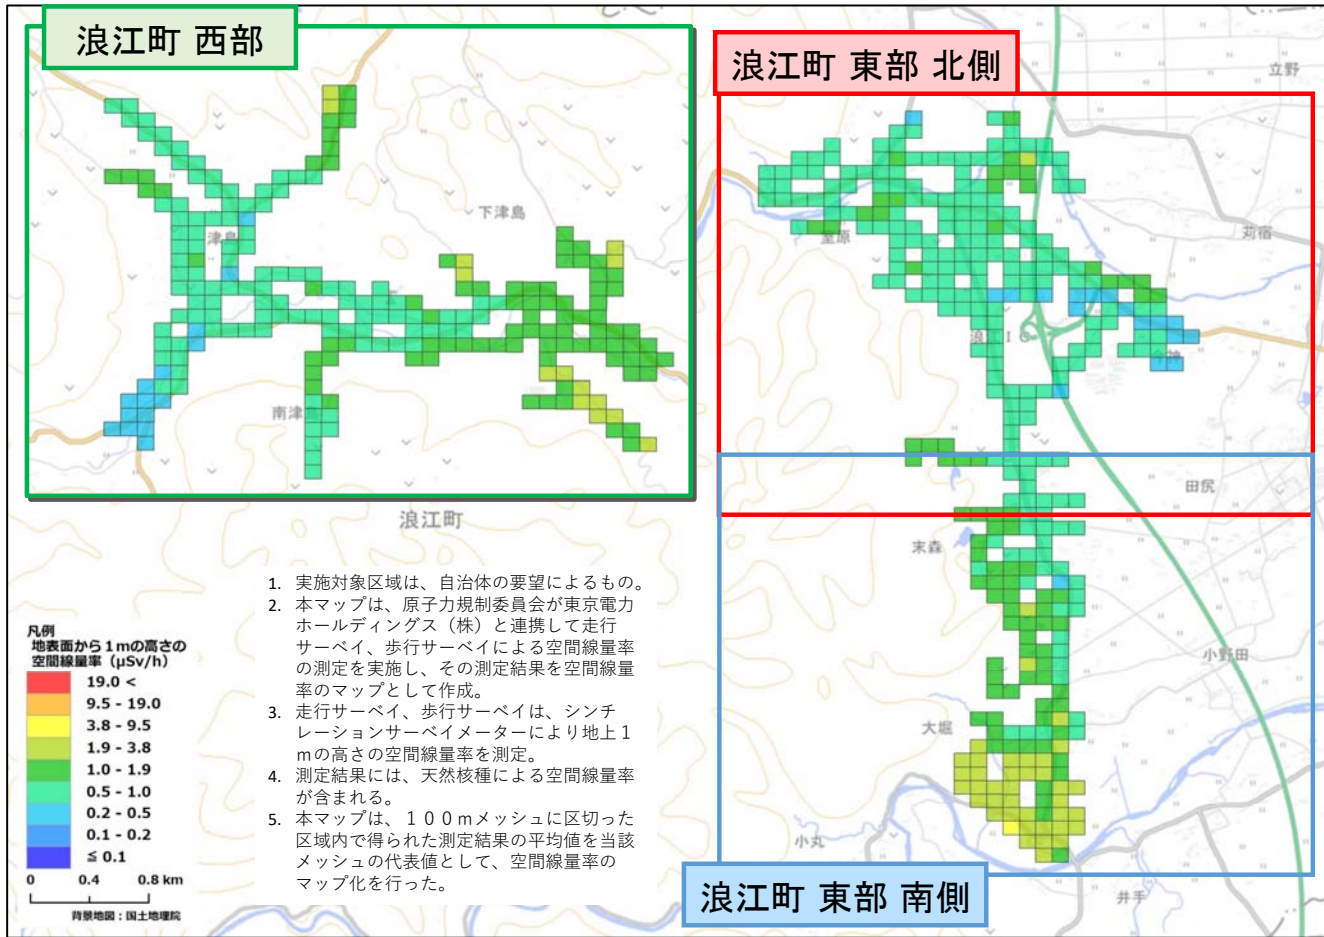 浪江町 西部
浪江町 東部 北側
立野
下津島
津島
苅宿
室原
浪江IC
南津島
田尻
浪江町
末森
小野田
大堀
小丸
井手
1. 実施対象区域は、自治体の要望によるもの。
2. 本マップは、原子力規制委員会が東京電力
ホールディングス（株）と連携して走行
サーベイ、歩行サーベイによる空間線量率
の測定を実施し、その測定結果を空間線量
率のマップとして作成。
3. 走行サーベイ、歩行サーベイは、シンチ
レーションサーベイメーターにより地上１
ｍの高さの空間線量率を測定。
4. 測定結果には、天然核種による空間線量率
が含まれる。
5. 本マップは、１００ｍメッシュに区切った
区域内で得られた測定結果の平均値を当該
メッシュの代表値として、空間線量率の
マップ化を行った。
凡例
地表面から１mの高さの
空間線量率（μSv/h）
19.0 <
9.5 - 19.0
3.8 - 9.5
1.9 - 3.8
1.0 - 1.9
0.5 - 1.0
0.2 - 0.5
0.1 - 0.2
≦ 0.1
0 0.4 0.8 km
背景地図：国土地理院
浪江町 東部 南側